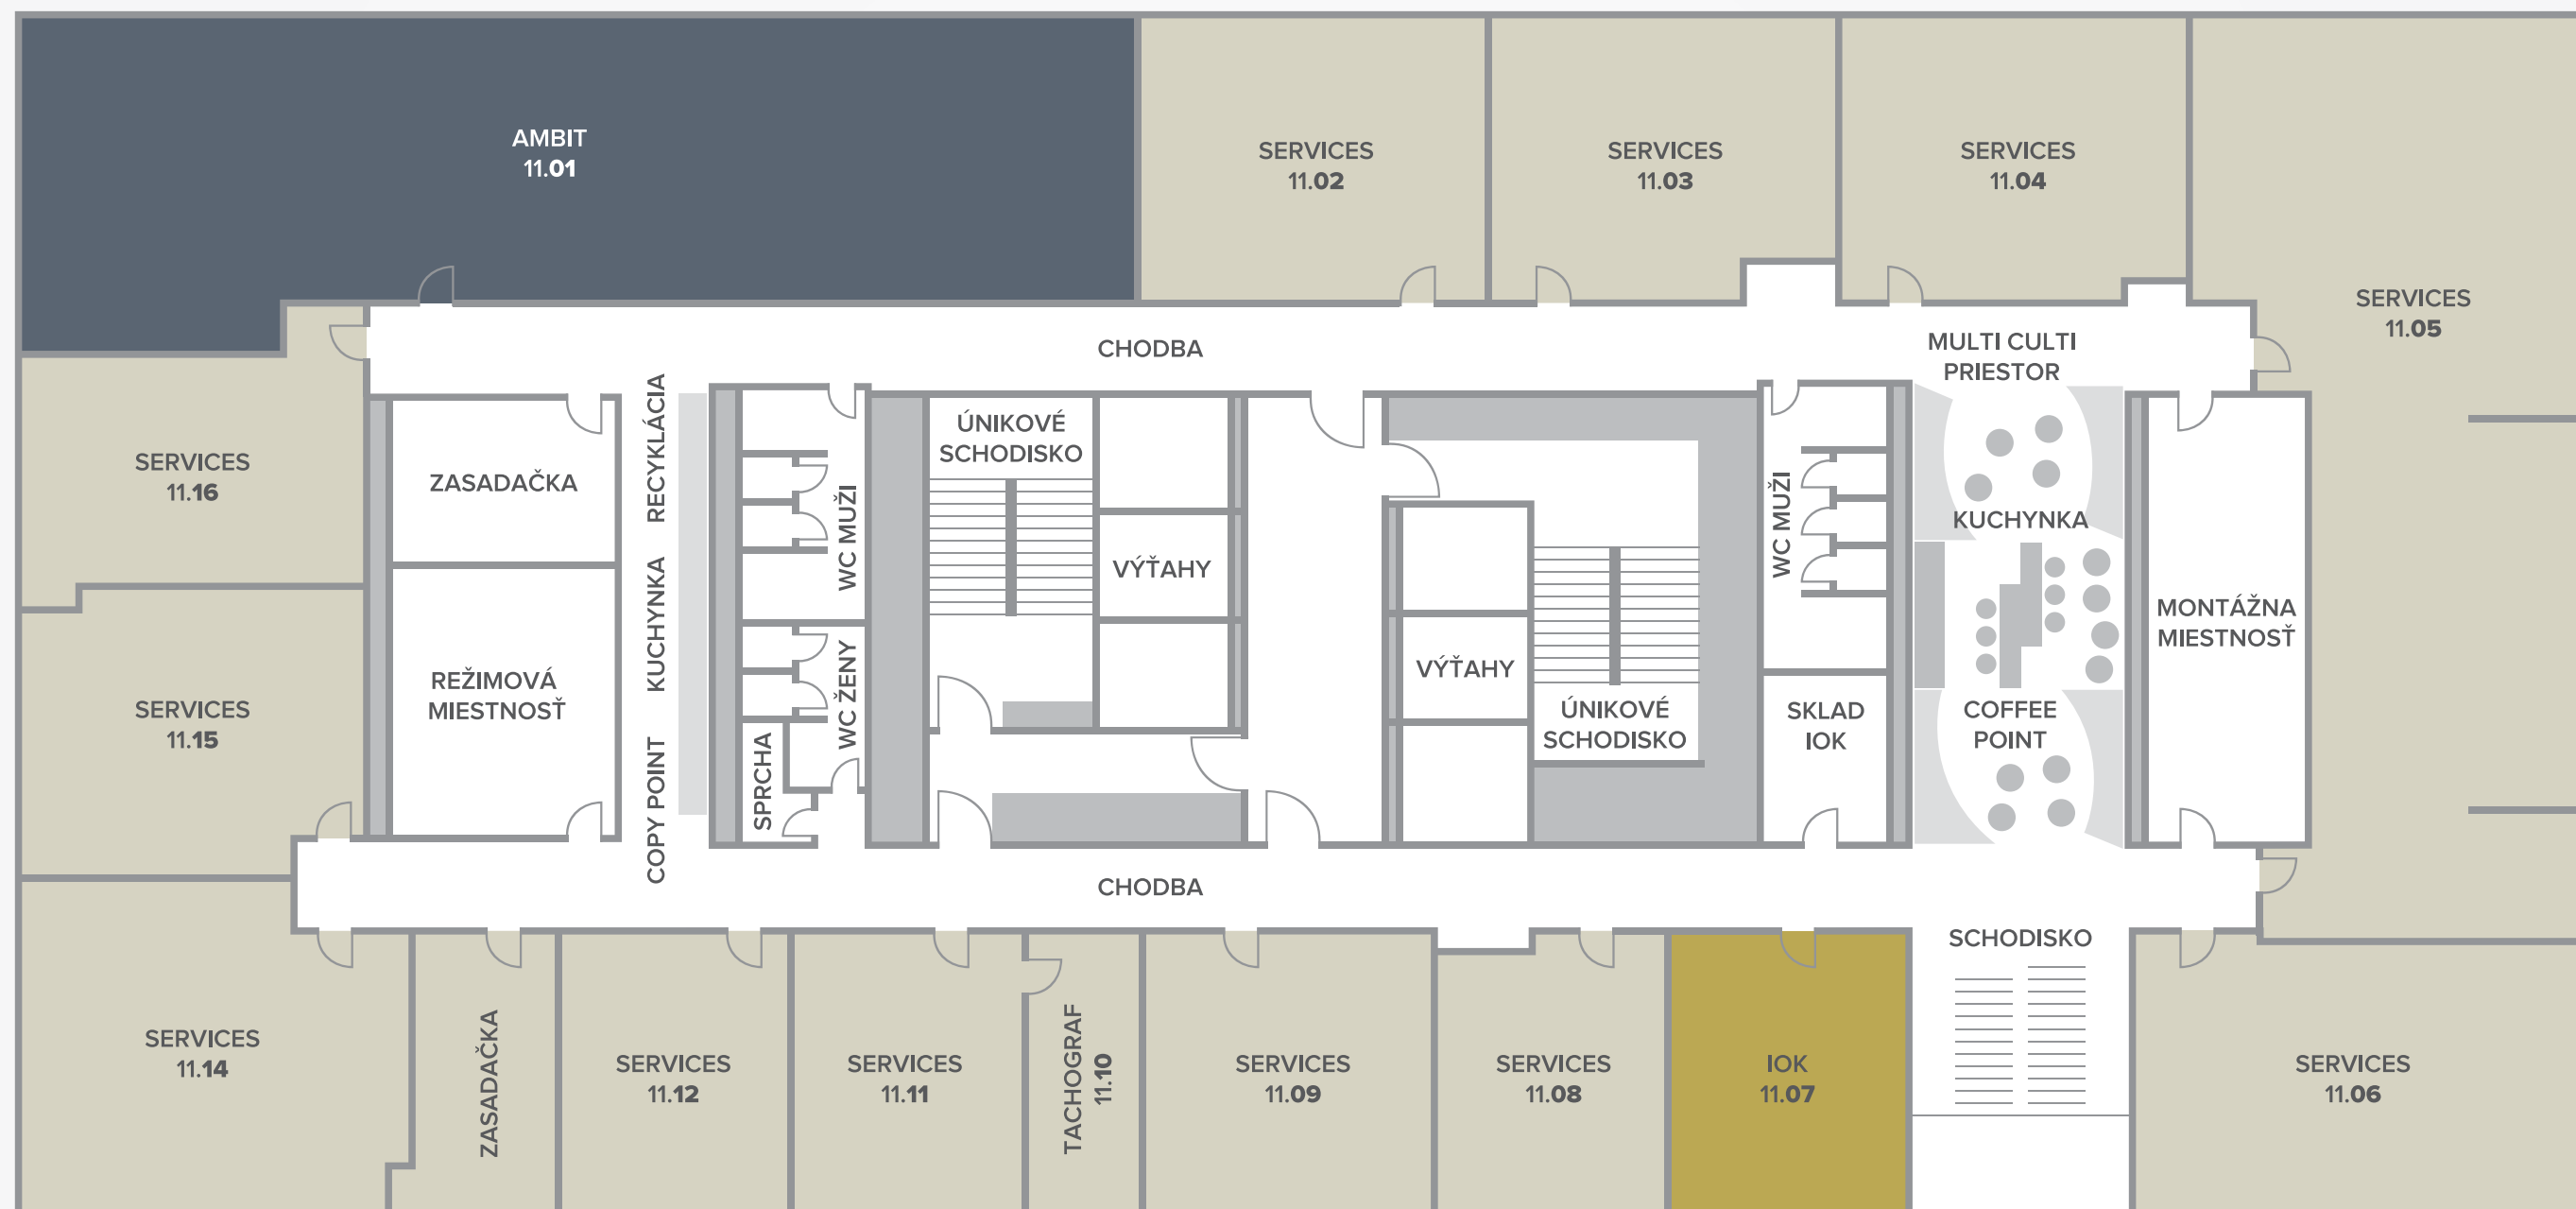 AMBIT
11.01
SERVICES
11.02
SERVICES
11.03
SERVICES
11.04
SERVICES
11.05
CHODBA
MULTI CULTI
PRIESTOR
SERVICES
11.16
ZASADAČKA
RECYKLÁCIA
KUCHYNKA
COPY POINT
WC MUŽI
ÚNIKOVÉ
SCHODISKO
VÝŤAHY
WC MUŽI
KUCHYNKA
MONTÁŽNA
MIESTNOSŤ
SERVICES
11.15
REŽIMOVÁ
MIESTNOSŤ
WC ŽENY
SPRCHA
VÝŤAHY
ÚNIKOVÉ
SCHODISKO
SKLAD
IOK
COFFEE
POINT
CHODBA
SCHODISKO
SERVICES
11.14
ZASADAČKA
SERVICES
11.12
SERVICES
11.11
TACHOGRAF
11.10
SERVICES
11.09
SERVICES
11.08
IOK
11.07
SERVICES
11.06